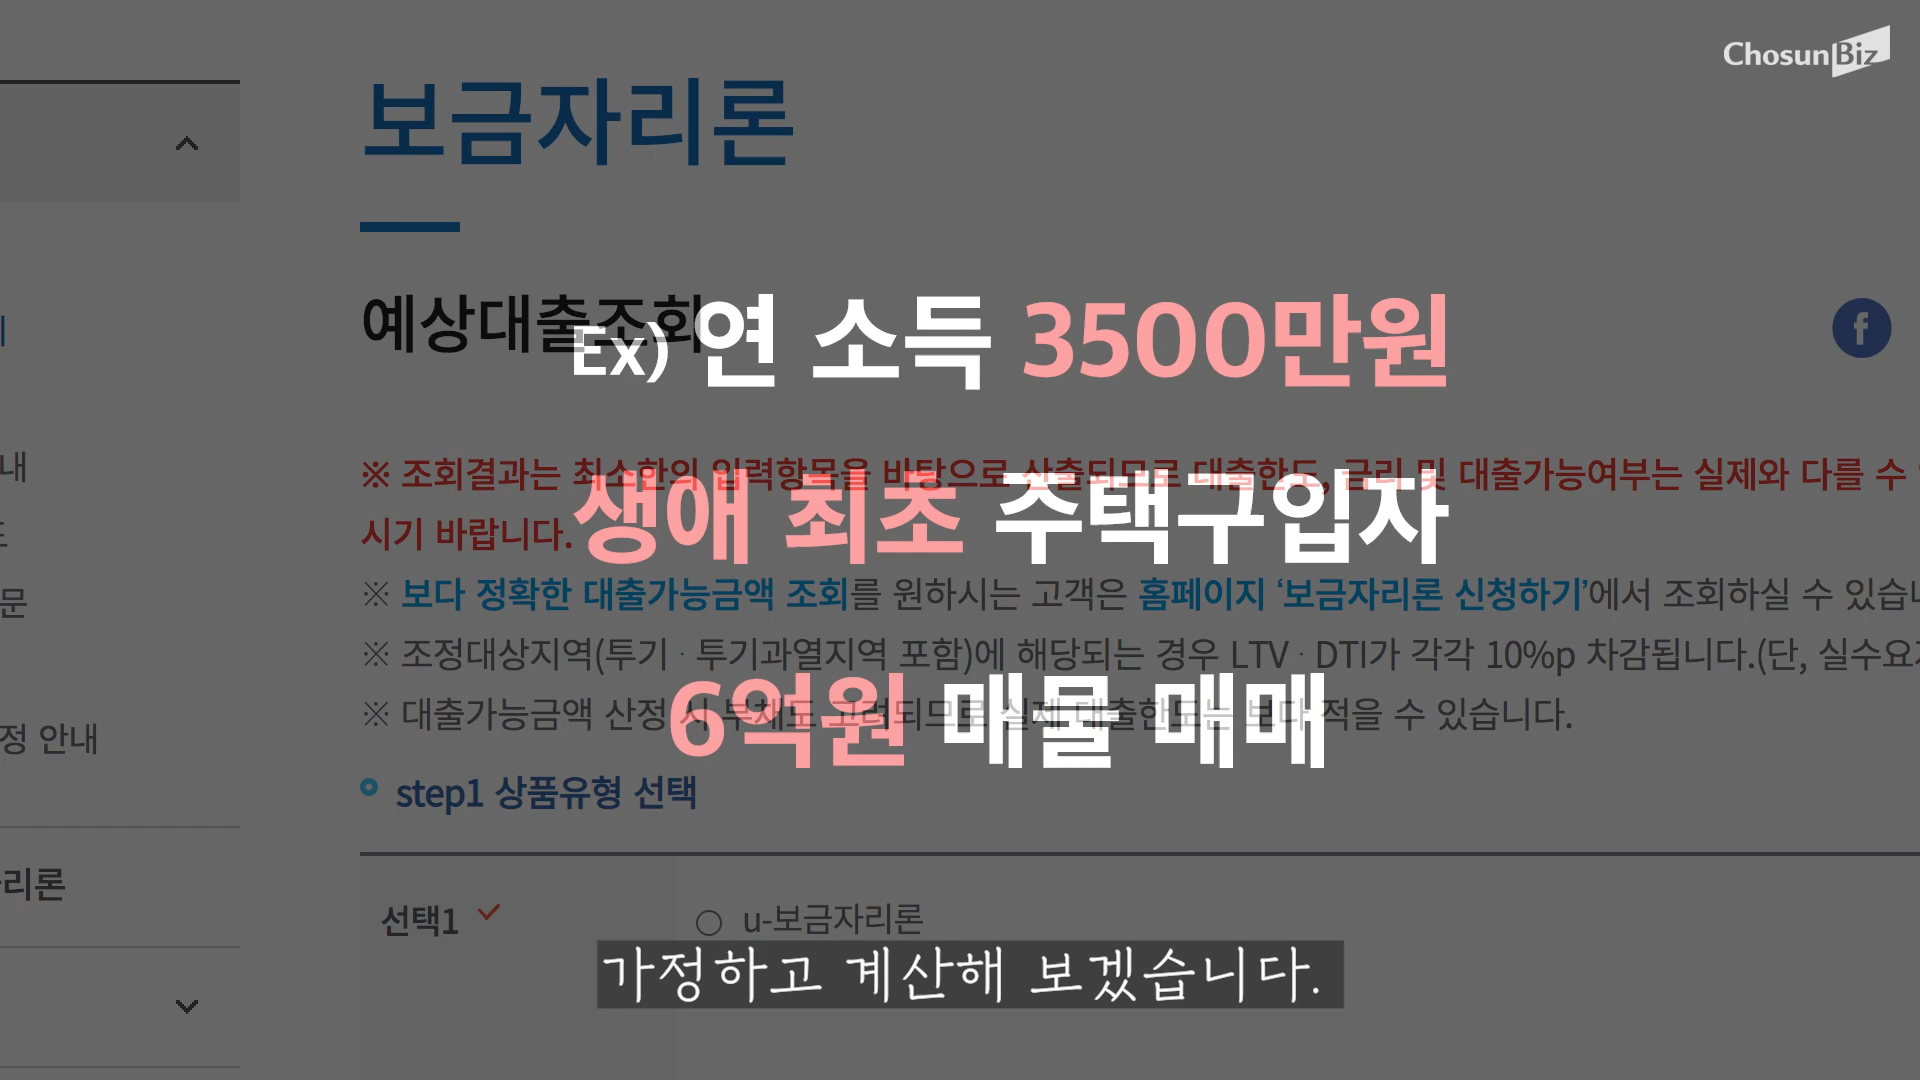 ChosunBiz
보금자리론
예상대출조회
Ex) 연 소득 3500만원
※ 조회결과는 최소한의 입력항목을 바탕으로 산출되므로 대출한도, 금리 및 대출가능여부는 실제와 다를 수
시기 바랍니다.
생애 최초 주택구입자
※ 보다 정확한 대출가능금액 조회를 원하시는 고객은 홈페이지 ‘보금자리론 신청하기’에서 조회하실 수 있습니
※ 조정대상지역(투기·투기과열지역 포함)에 해당되는 경우 LTV·DTI가 각각 10%p 차감됩니다.(단, 실수요
※ 대출가능금액 산정 시 부채도 고려되므로 실제 대출한도는 보다 적을 수 있습니다.
6억원 매물 매매
내
문
정 안내
리론
step1 상품유형 선택
선택1
u-보금자리론
가정하고 계산해 보겠습니다.